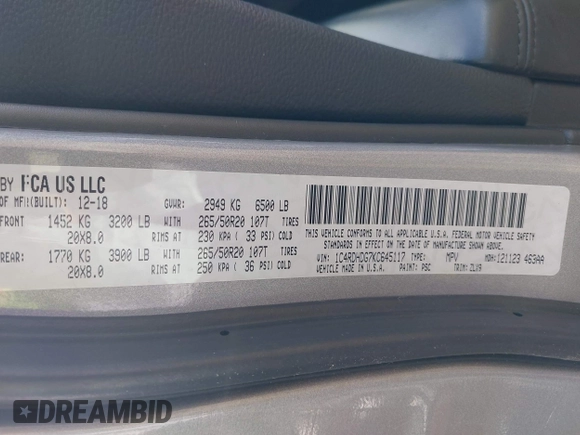 BY FCA US LLC
OF MFR(BUILT): 12-18 GVWR: 2949 KG 6500 LB
FRONT 1452 KG 3200 LB WITH 265/50R20 107T TIRES
20X8.0 RIMS AT 230 KPA ( 33 PSI) COLD
REAR: 1770 KG 3900 LB WITH 265/50R20 107T TIRES
20X8.0 RIMS AT 250 KPA ( 36 PSI) COLD
THIS VEHICLE CONFORMS TO ALL APPLICABLE U.S.A. FEDERAL MOTOR VEHICLE SAFETY
STANDARDS IN EFFECT ON THE DATE OF MANUFACTURE SHOWN ABOVE.
VIN: 1C4RDHDG7KC645117 TYPE: MPV MDH:121123 463AA
VEHICLE MADE IN U.S.A. PAINT: PSC TRIM: ZLV9
DREAMBID